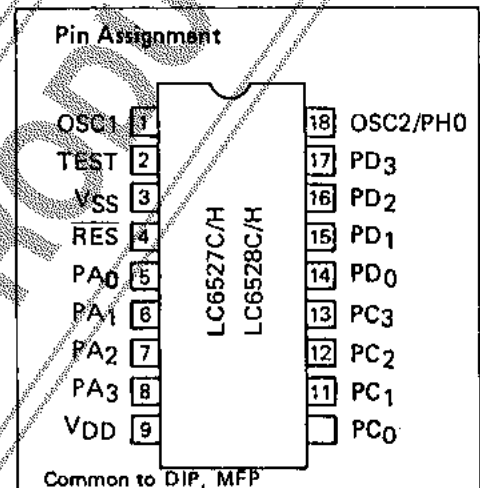 Pin Assignment
OSC1 1 18 OSC2/PH0
TEST 2 17 PD3
VSS 3 16 PD2
RES 4 15 PD1
PA0 5 14 PD0
PA1 6 13 PC3
PA2 7 12 PC2
PA3 8 11 PC1
VDD 9 PC0
LC6527C/H
LC6528C/H
Common to DIP, MFP